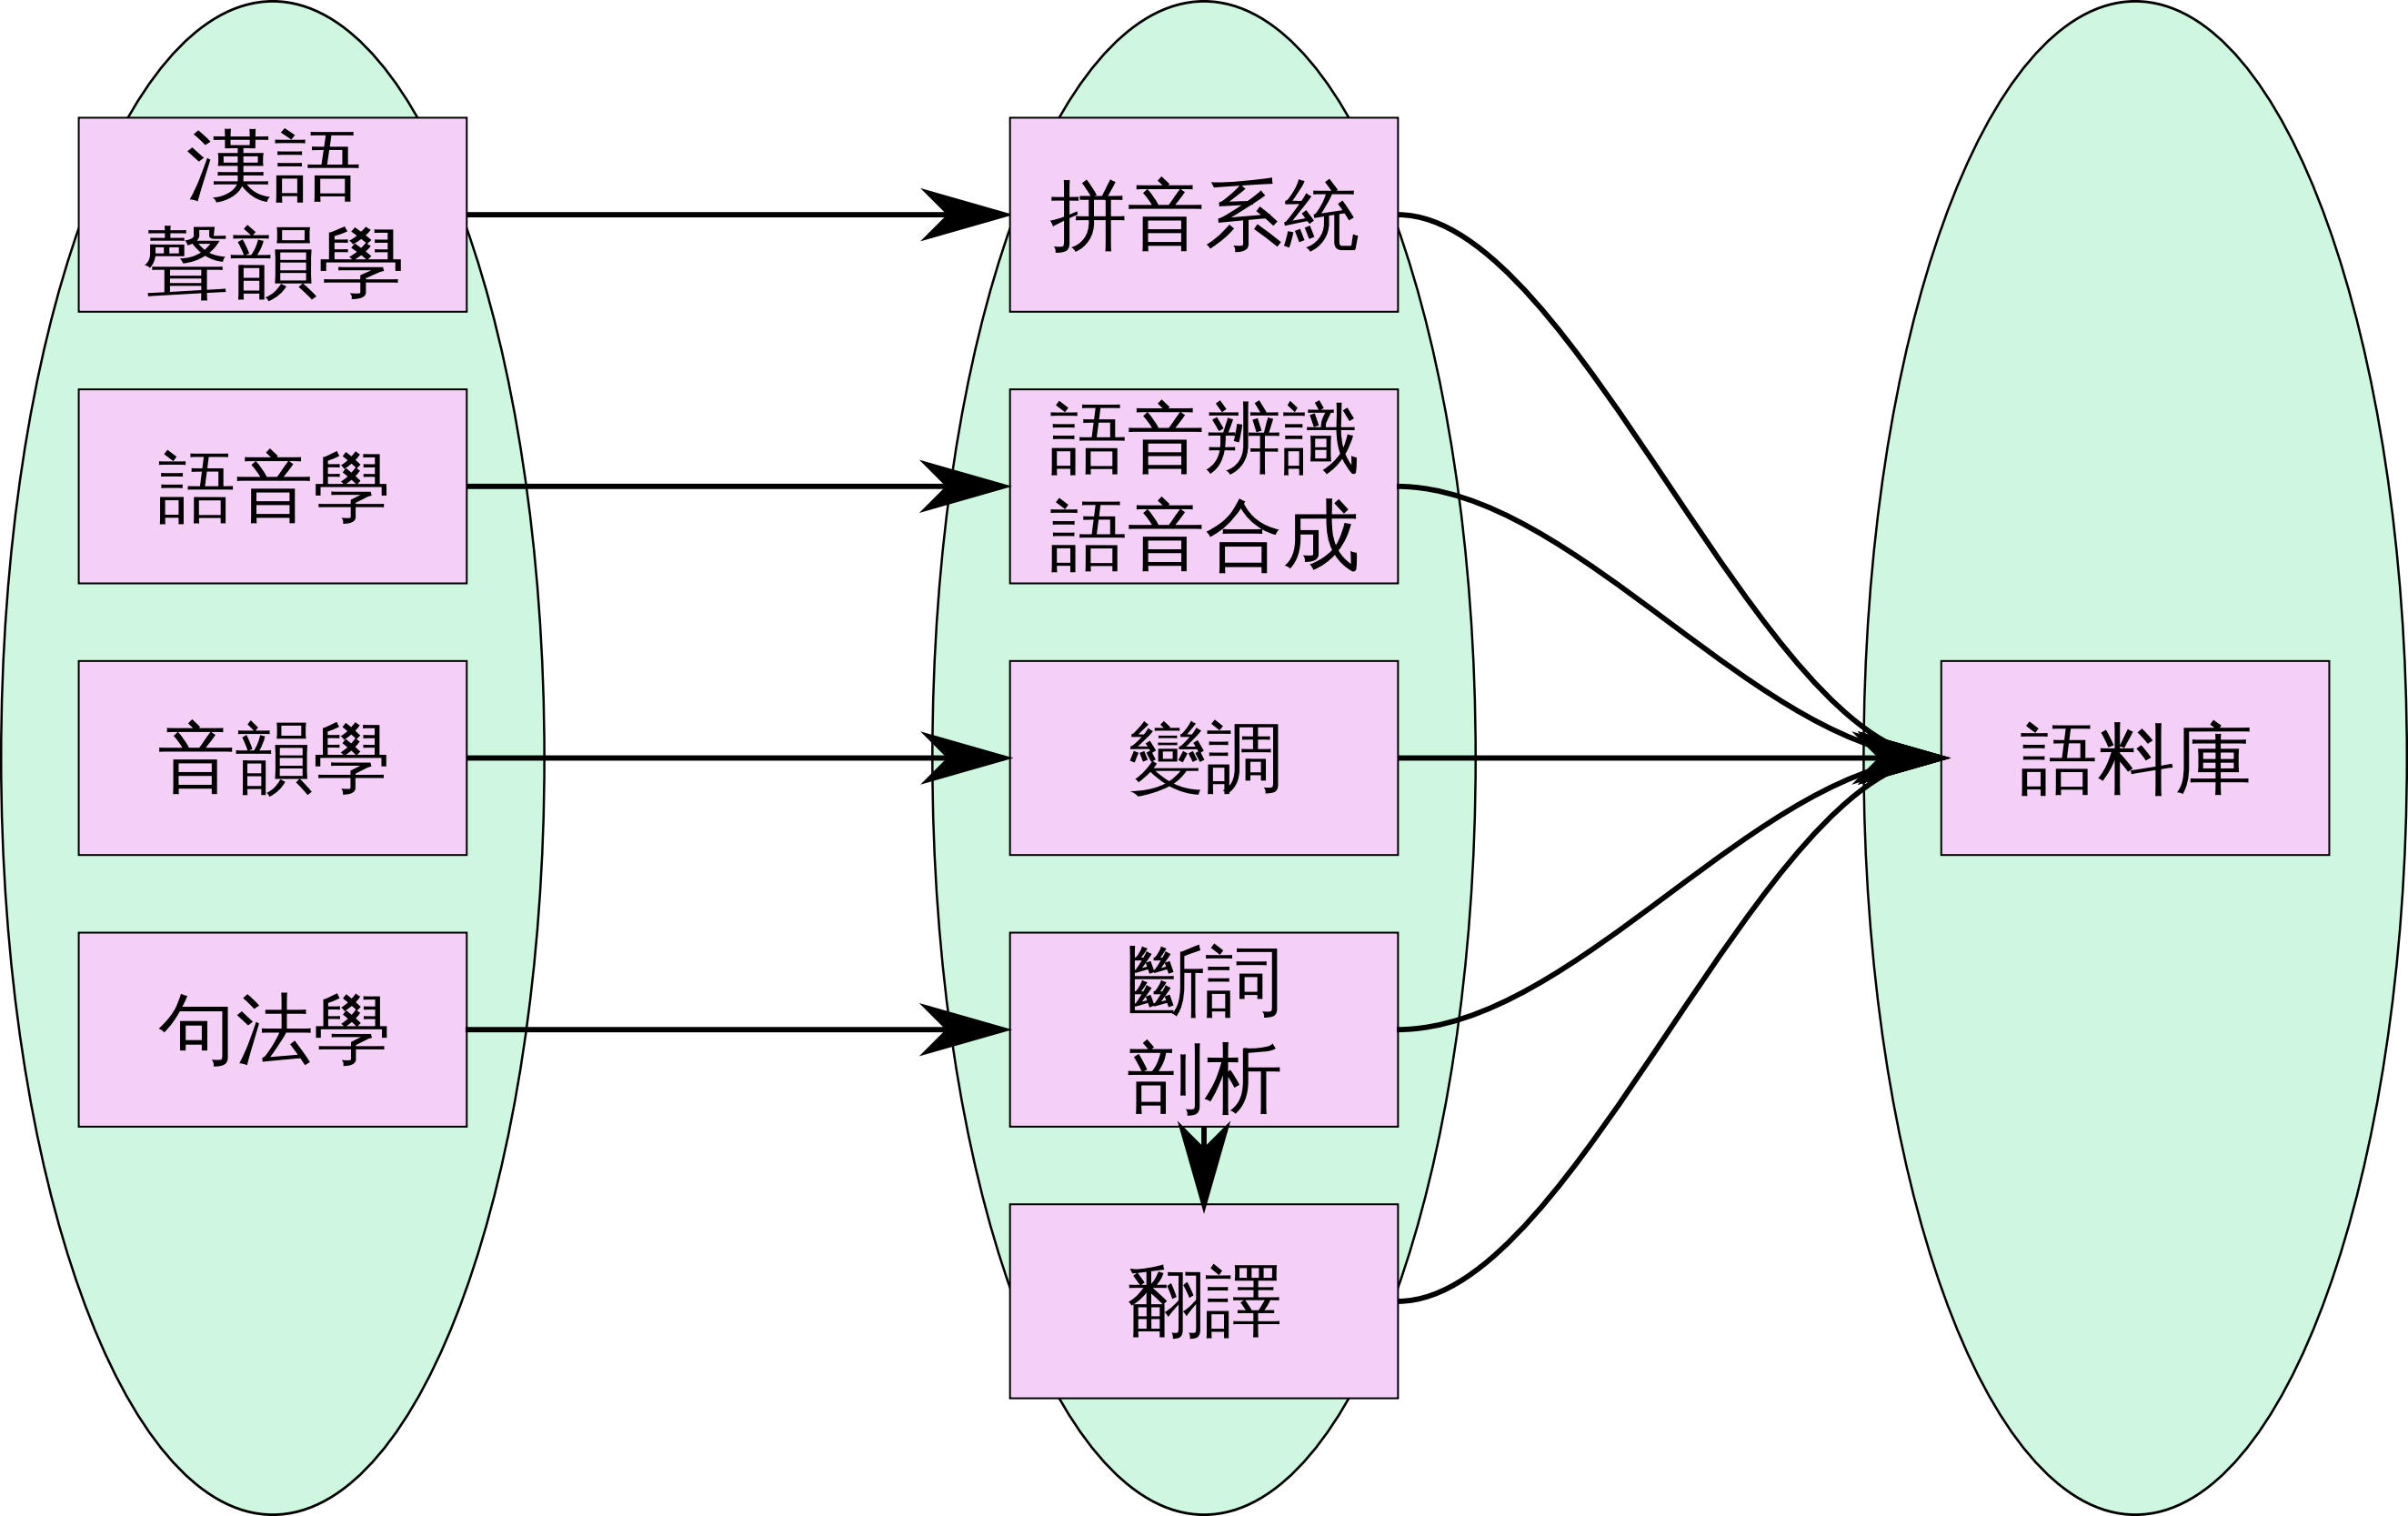 漢語
聲韻學
語音學
音韻學
句法學
拼音系統
語音辨識
語音合成
變調
斷詞
剖析
翻譯
語料庫